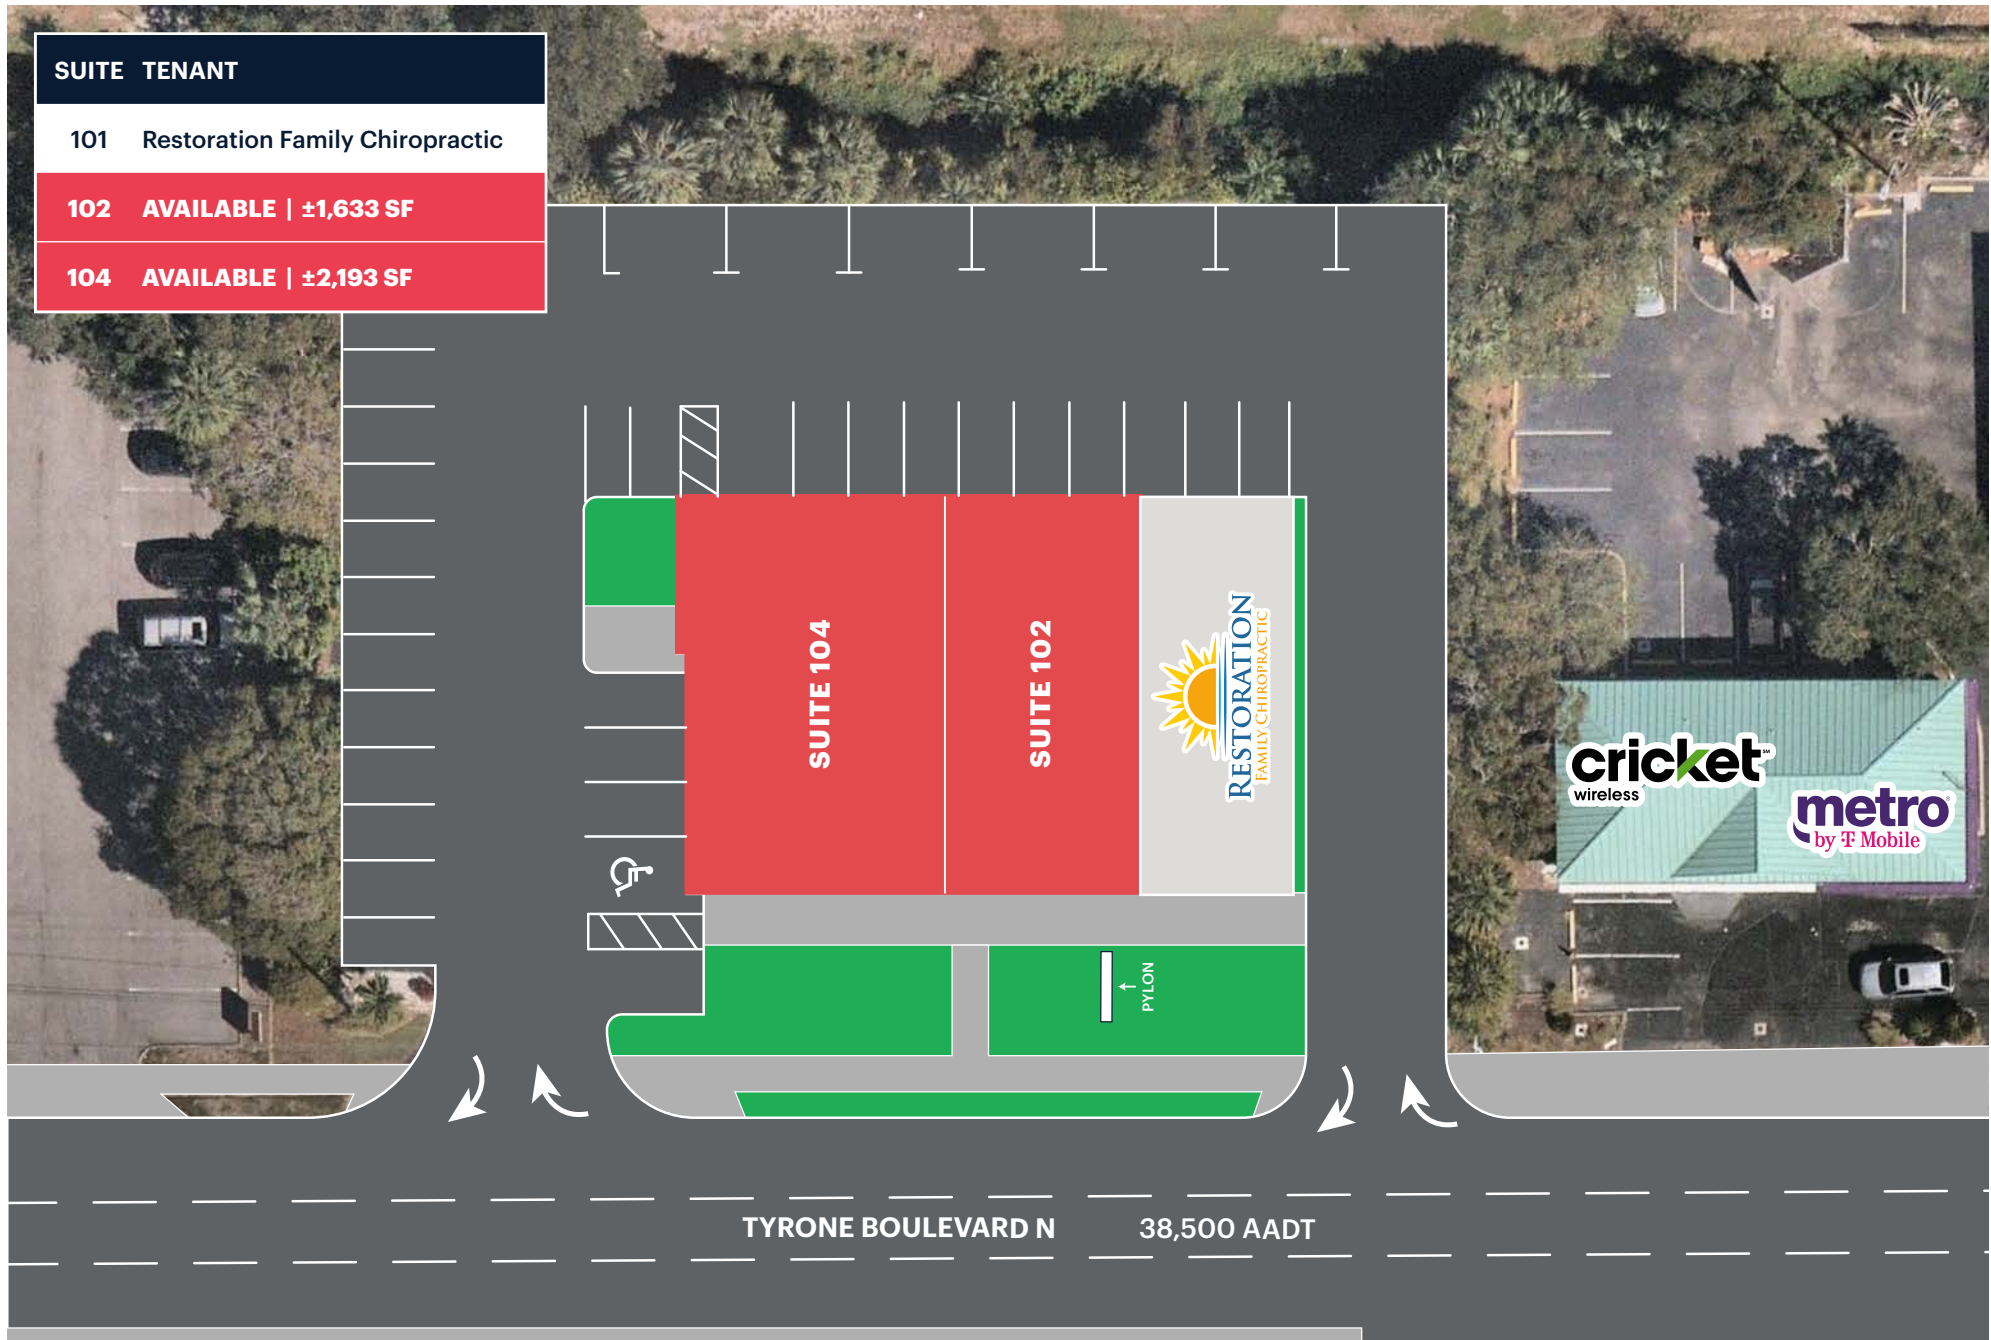 SUITE TENANT
101 Restoration Family Chiropractic
102 AVAILABLE | ±1,633 SF
104 AVAILABLE | ±2,193 SF
SUITE 104
SUITE 102
RESTORATION
FAMILY CHIROPRACTIC
cricket SM
wireless
metro
by T Mobile
PYLON
TYRONE BOULEVARD N 38,500 AADT